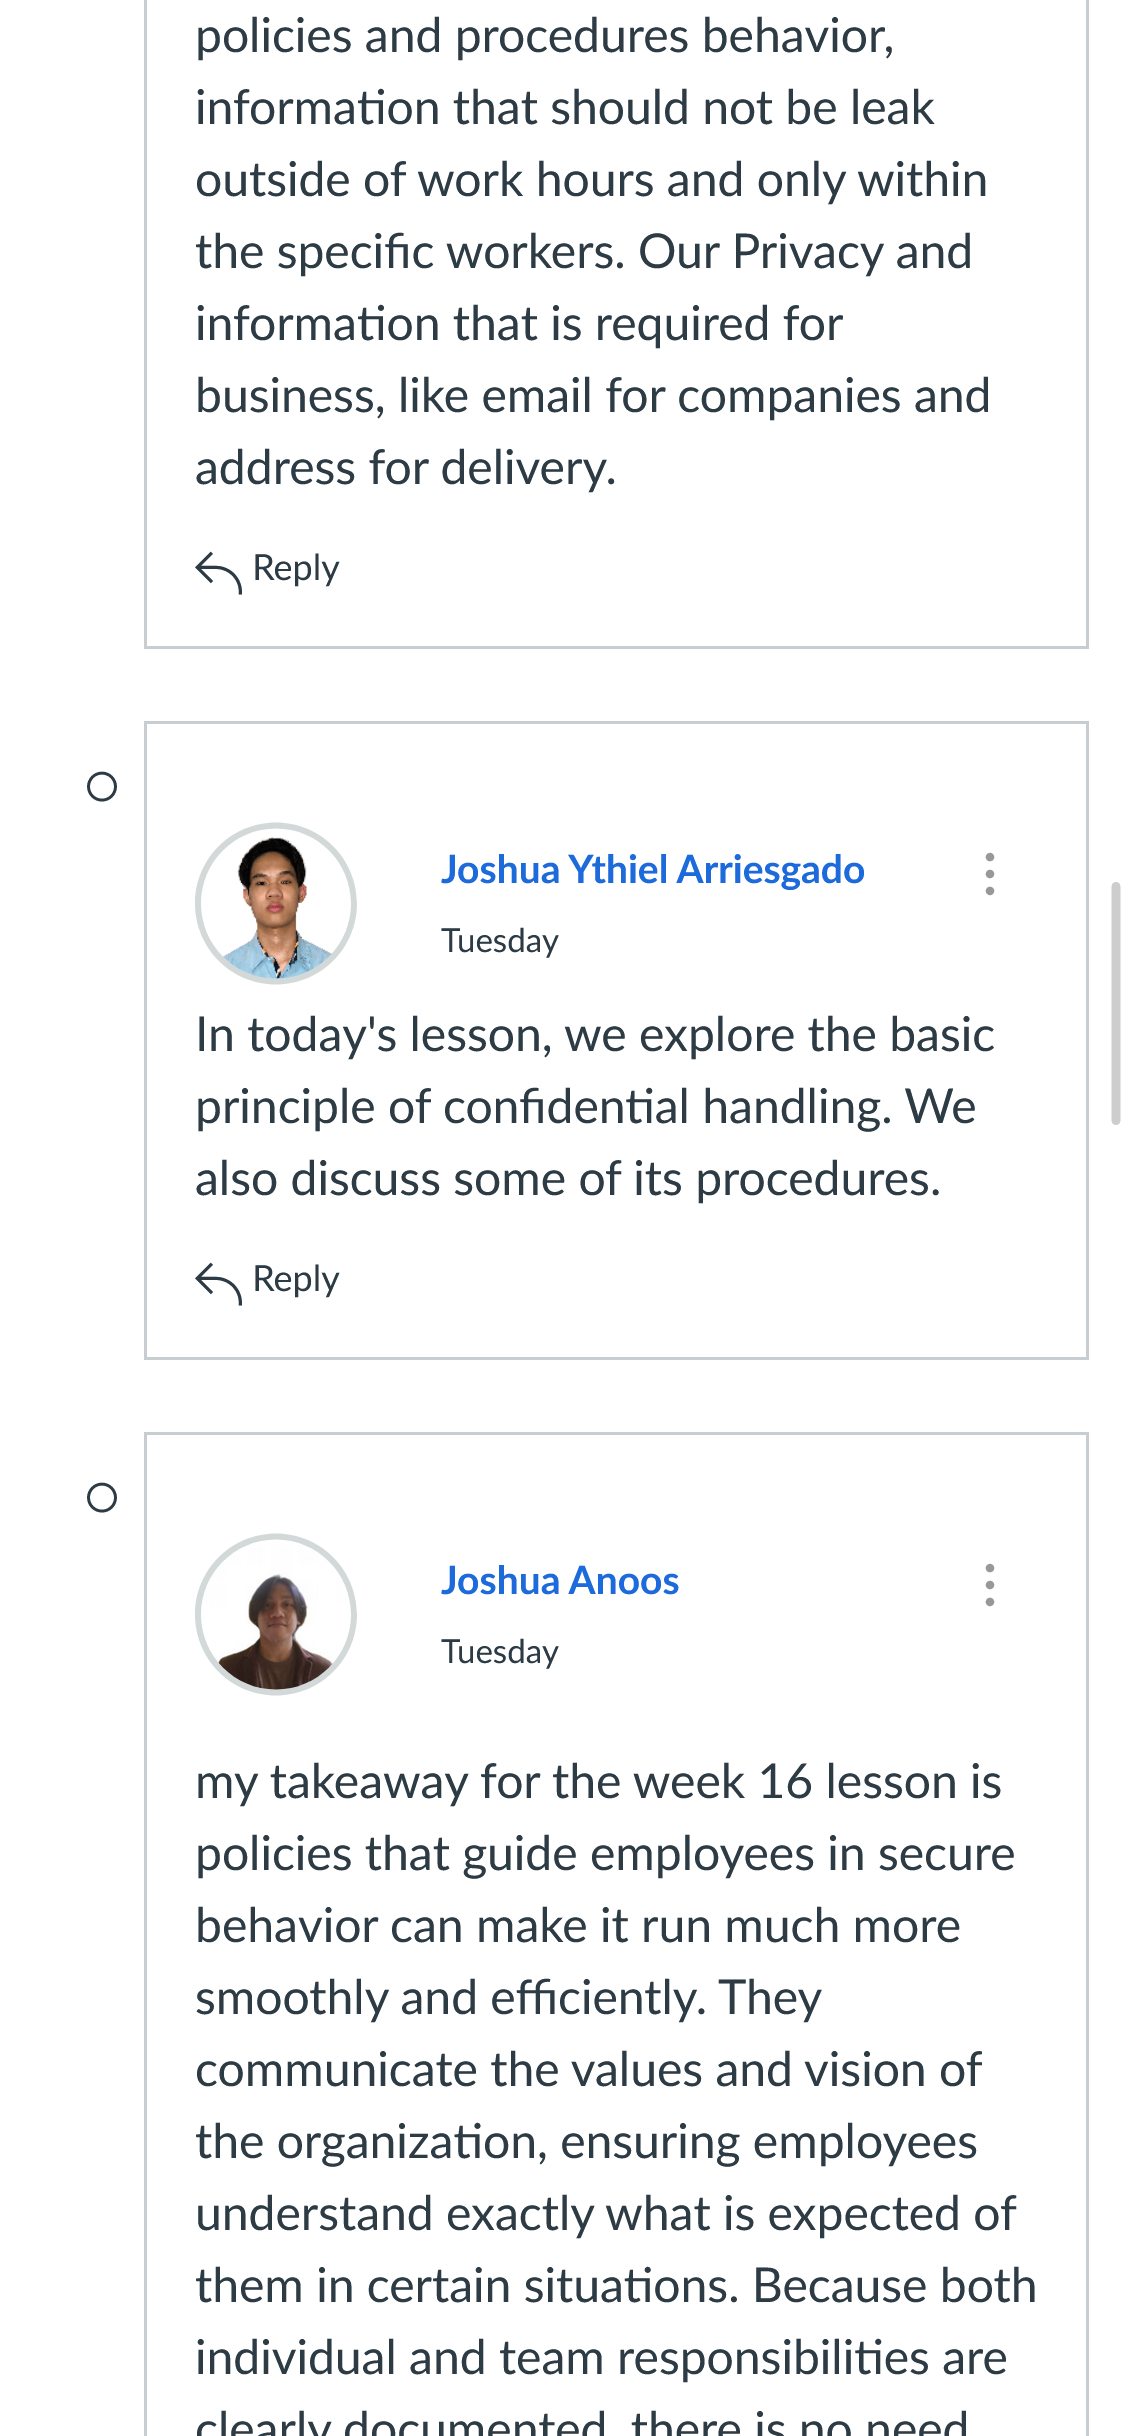 policies and procedures behavior,
information that should not be leak
outside of work hours and only within
the specific workers. Our Privacy and
information that is required for
business, like email for companies and
address for delivery.
Reply
Joshua Ythiel Arriesgado
Tuesday
In today's lesson, we explore the basic
principle of confidential handling. We
also discuss some of its procedures.
Reply
Joshua Anoos
Tuesday
my takeaway for the week 16 lesson is
policies that guide employees in secure
behavior can make it run much more
smoothly and efficiently. They
communicate the values and vision of
the organization, ensuring employees
understand exactly what is expected of
them in certain situations. Because both
individual and team responsibilities are
clearly documented, there is no need